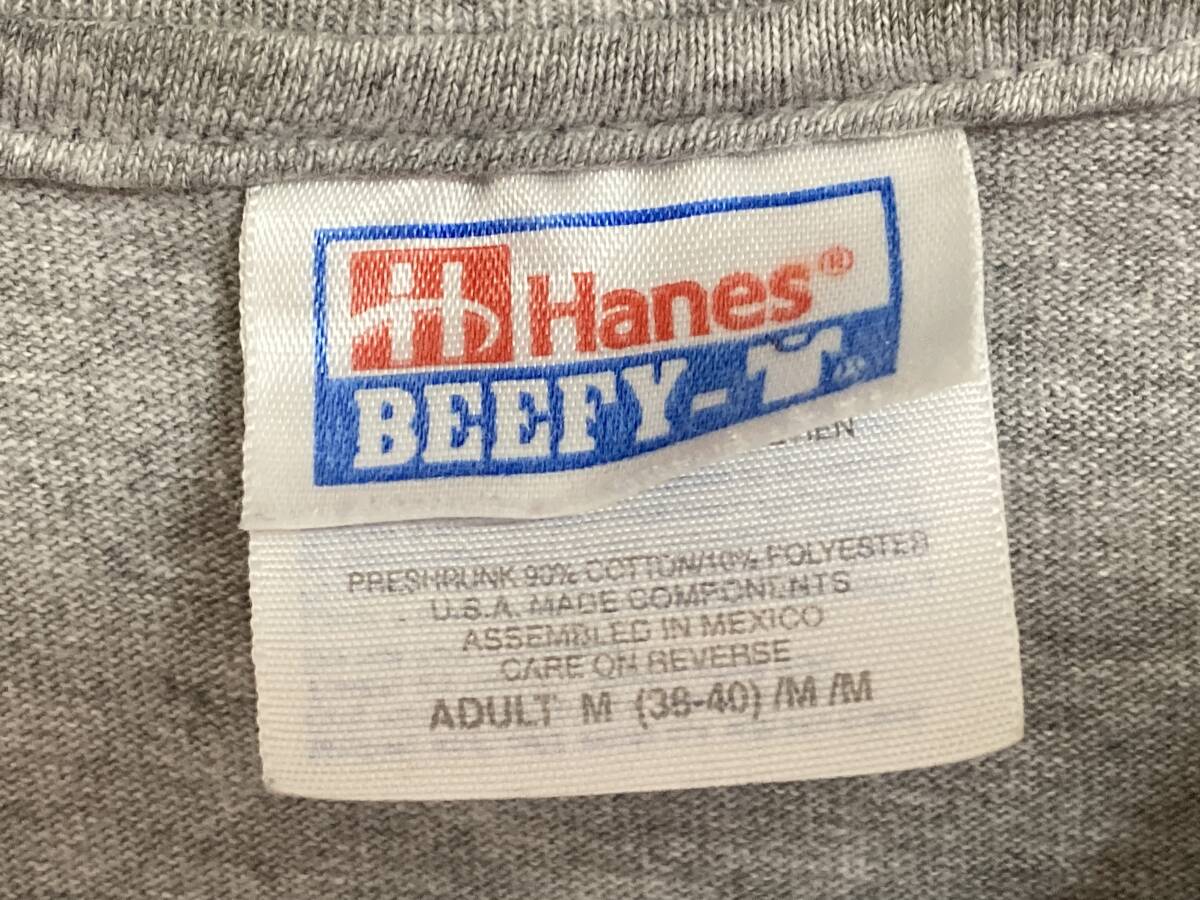 Hanes®
BEEFY-
PRESHRUNK 90% COTTON/10% POLYESTER
U.S.A. MADE COMPONENTS
ASSEMBLED IN MEXICO
CARE ON REVERSE
ADULT M (38-40) /M /M